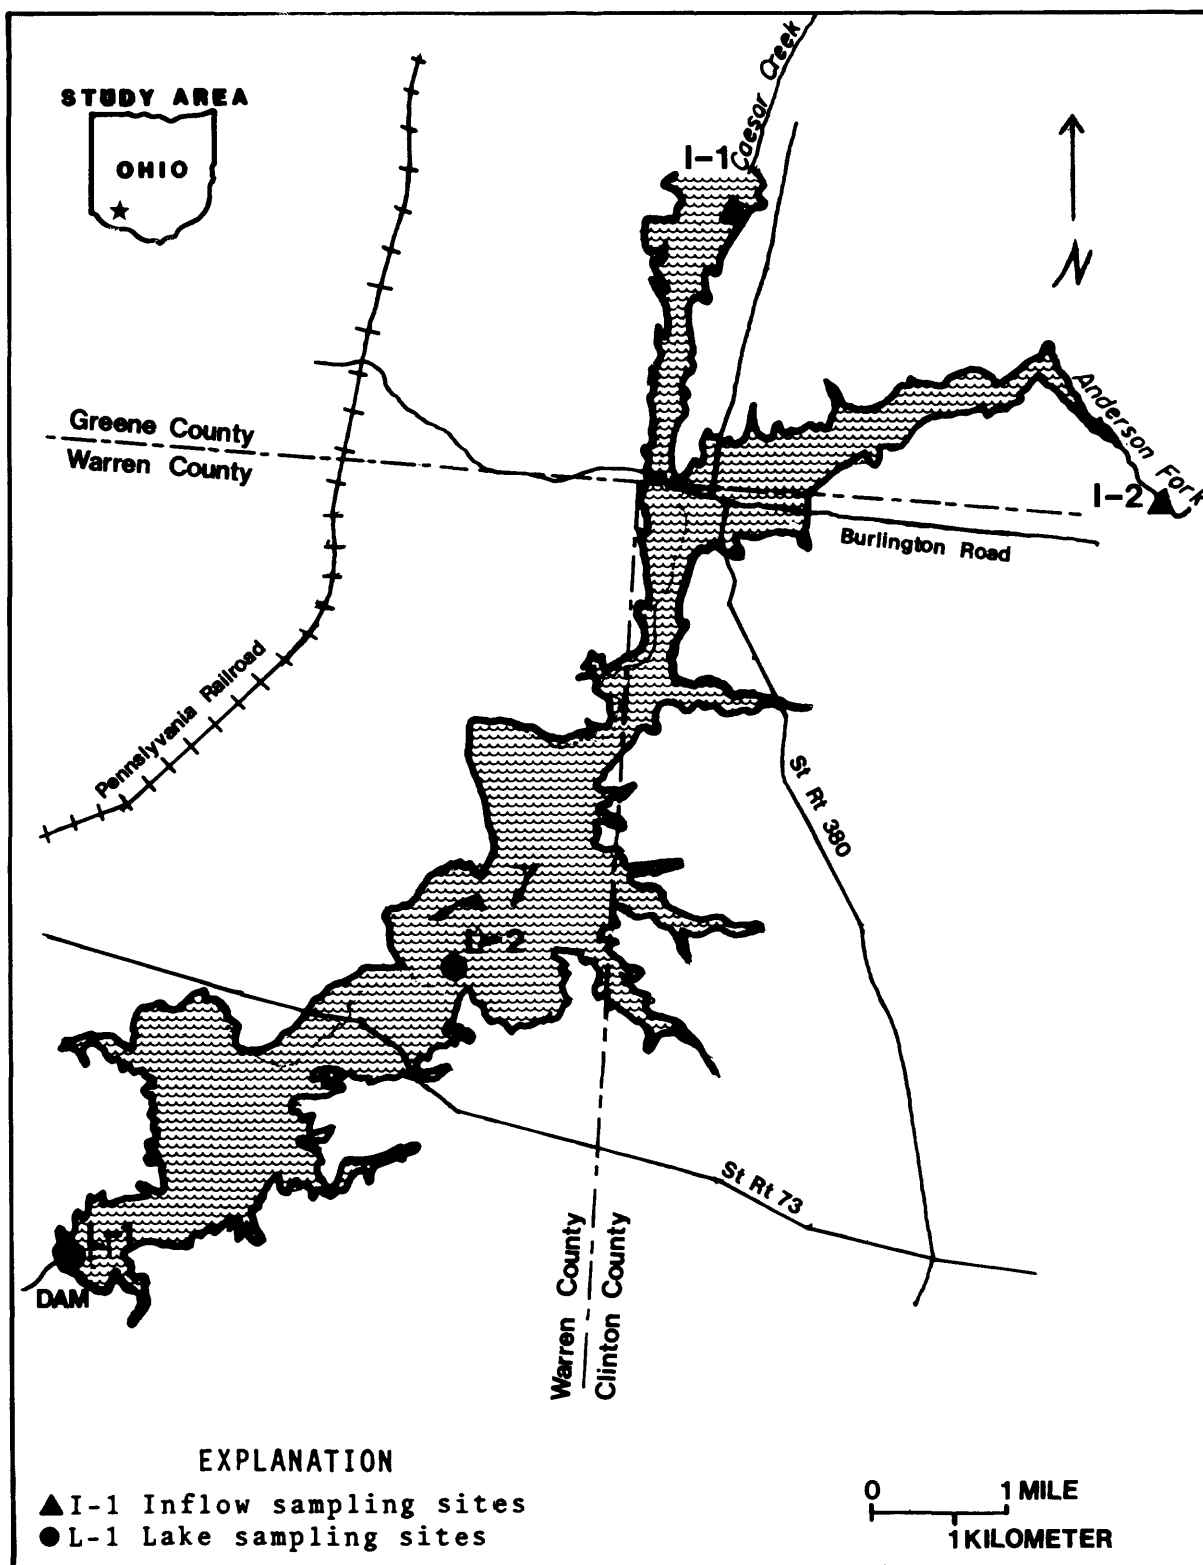 STUDY AREA
OHIO
Caesar Creek
I-1
N
Greene County
Warren County
Anderson Fork
I-2
Burlington Road
Pennslyvania Railroad
St Rt 380
L-2
St Rt 73
L-1
DAM
Warren County
Clinton County
EXPLANATION
I-1 Inflow sampling sites
L-1 Lake sampling sites
0 1 MILE
1 KILOMETER